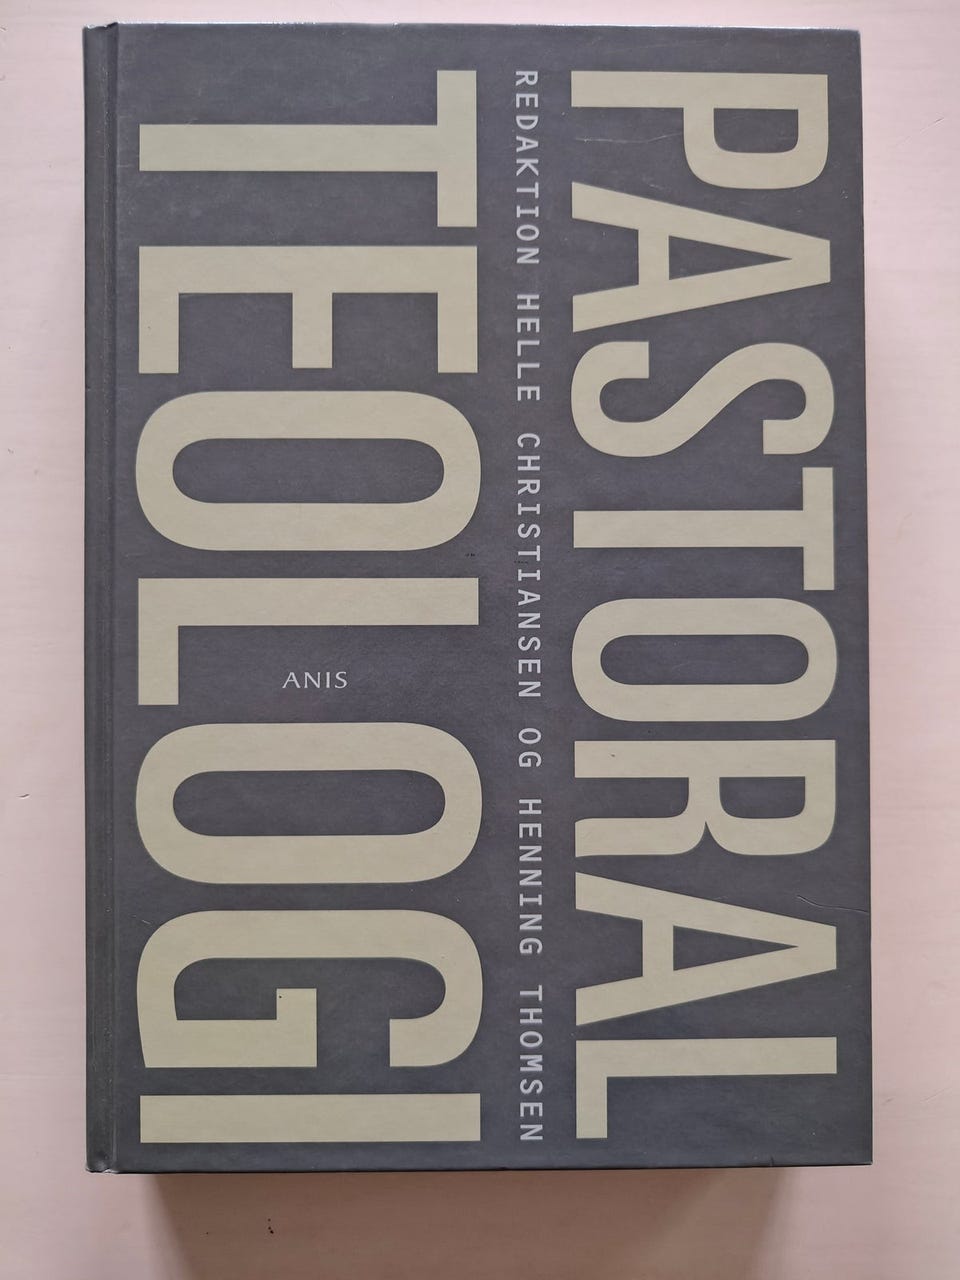 PASTORAL
REDAKTION HELLE CHRISTIANSEN OG HENNING THOMSEN
TEOLOGI
ANIS